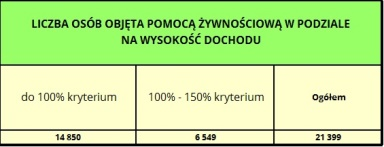 LICZBA OSÓB OBJĘTA POMOCĄ ŻYWNOŚCIOWĄ W PODZIALE
NA WYSOKOŚĆ DOCHODU
do 100% kryterium
100% - 150% kryterium
Ogółem
14 850
6 549
21 399